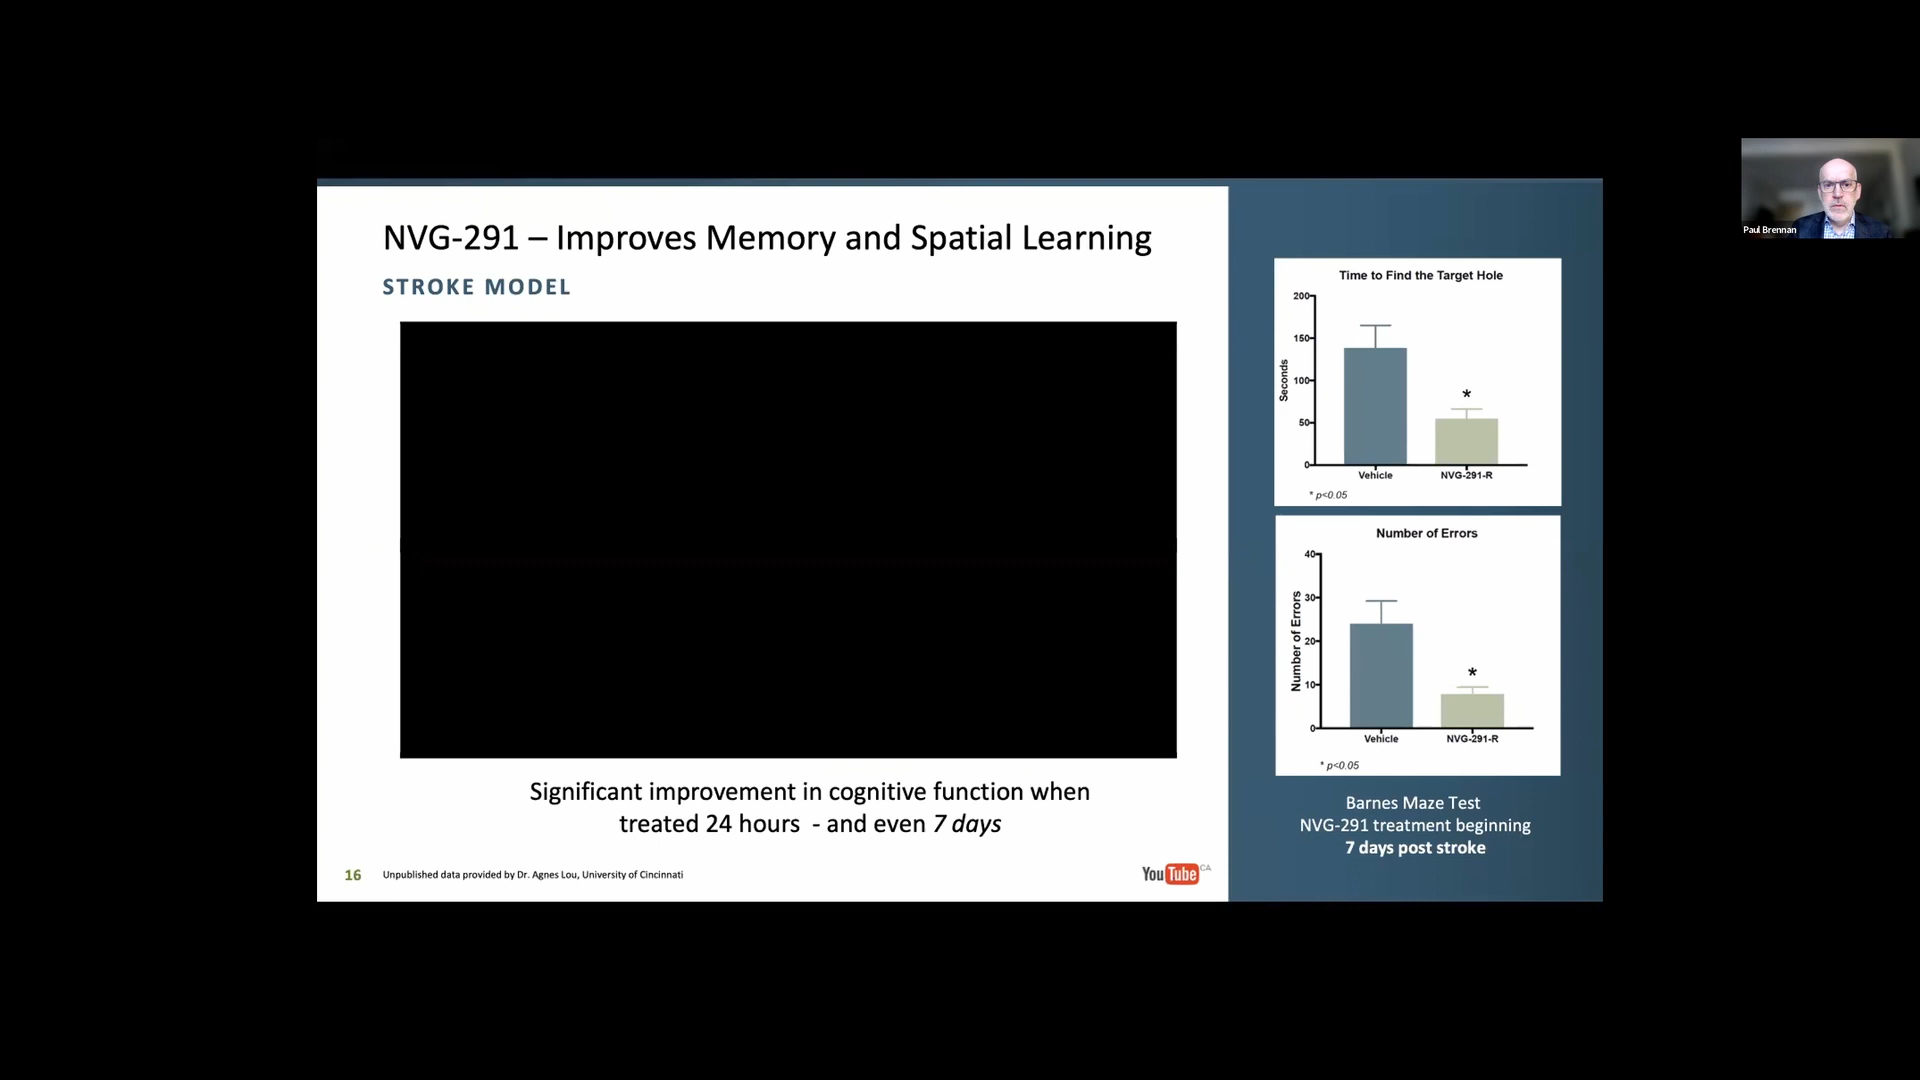 NVG-291 – Improves Memory and Spatial Learning
STROKE MODEL
Significant improvement in cognitive function when
treated 24 hours - and even 7 days
16
Unpublished data provided by Dr. Agnes Lou, University of Cincinnati
YouTube CA
Time to Find the Target Hole
Seconds
200
150
100
50
0
*
Vehicle
NVG-291-R
* p<0.05
Number of Errors
Number of Errors
40
30
20
10
0
*
Vehicle
NVG-291-R
* p<0.05
Barnes Maze Test
NVG-291 treatment beginning
7 days post stroke
Paul Brennan